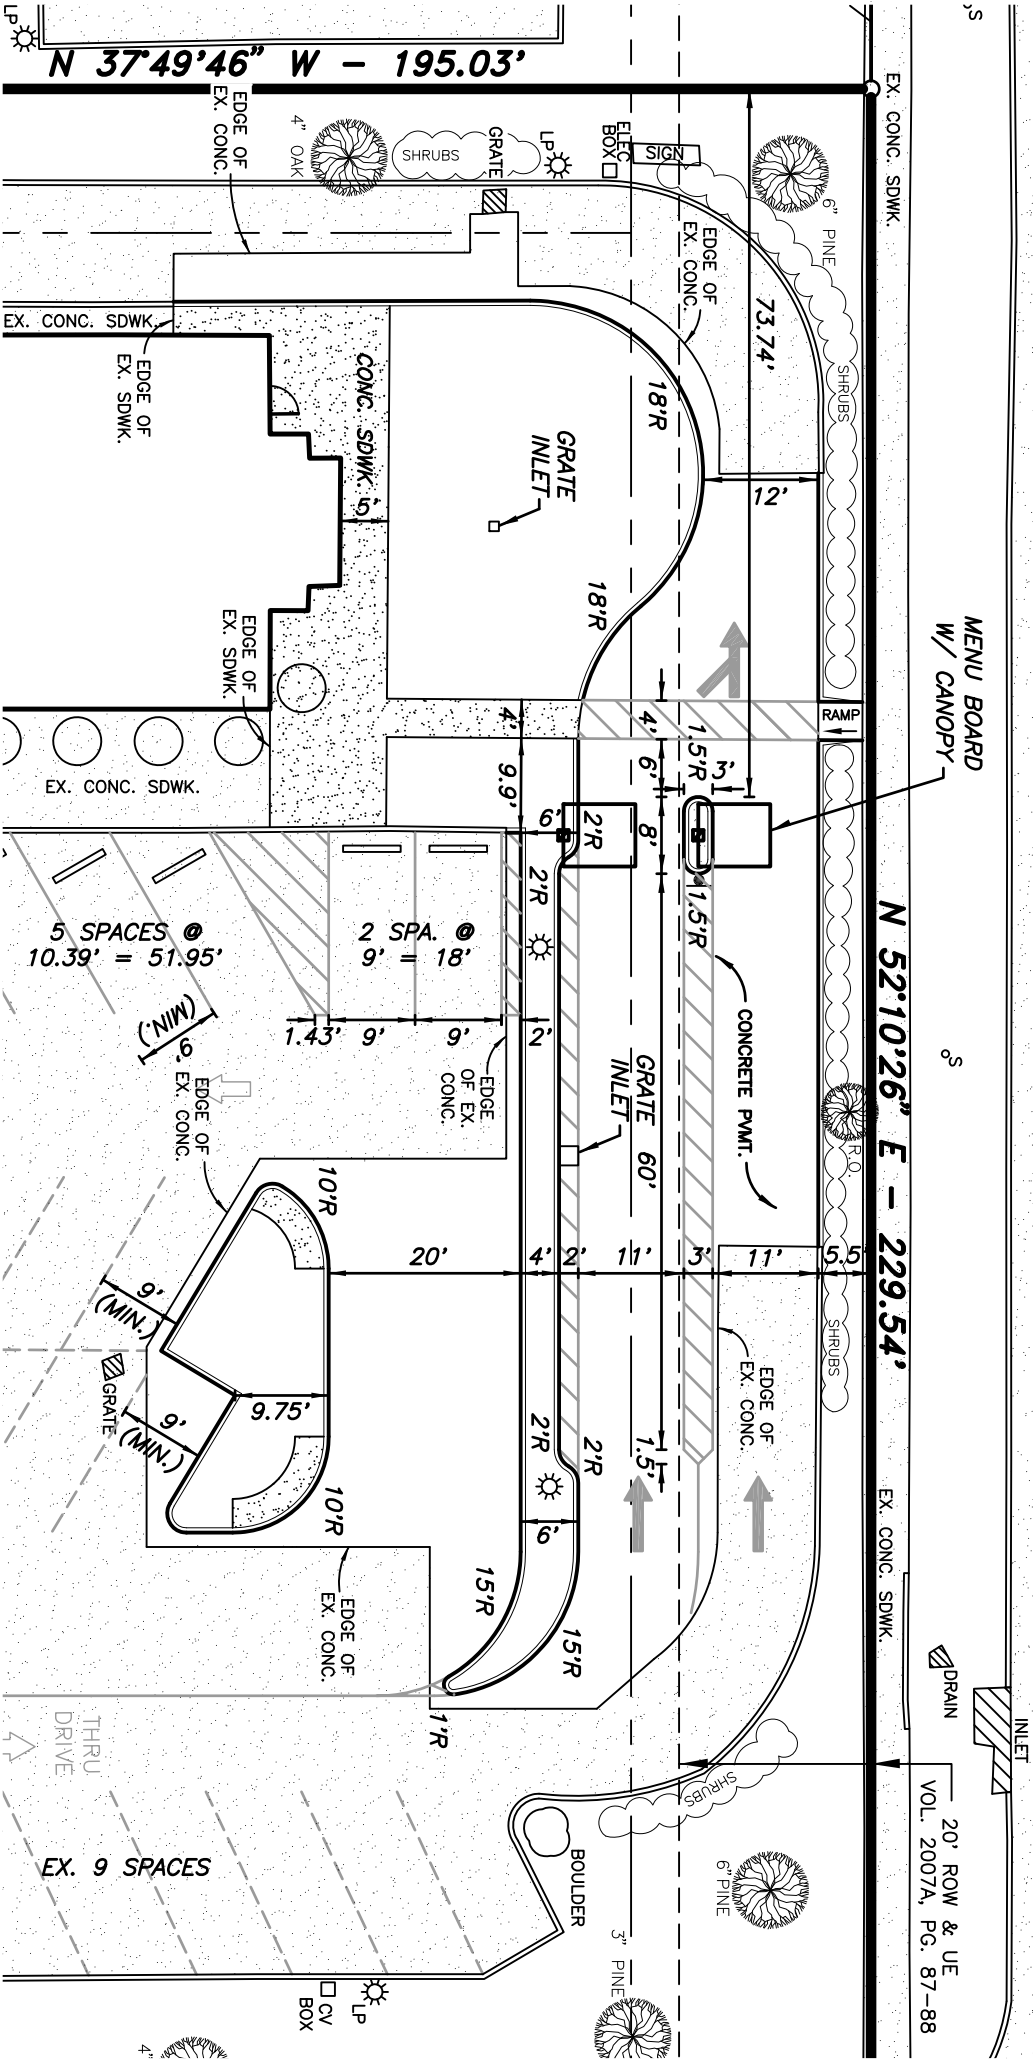 LP
N 37°49'46" W - 195.03'
S
EX. CONC. SDWK.
EDGE OF
EX. CONC.
4" OAK
SHRUBS
GRATE
LP
ELEC
BOX
SIGN
6" PINE
EDGE OF
EX. CONC.
73.74'
EX. CONC. SDWK.
EDGE OF
EX. SDWK.
CONC. SDWK.
18'R
SHRUBS
GRATE
INLET
5'
12'
18'R
EDGE OF
EX. SDWK.
MENU BOARD
W/ CANOPY
RAMP
4'
4'
1.5'R
3'
6'
9.9'
EX. CONC. SDWK.
6'
2'R
8'
2'R
1.5'R
5 SPACES @
10.39' = 51.95'
2 SPA. @
9' = 18'
N 52°10'26" E - 229.54'
9'
(MIN.)
1.43'
9'
9'
2'
CONCRETE PVMT.
GRATE
INLET
60'
S
EDGE OF
EX. CONC.
EDGE
OF EX.
CONC.
R.O.
10'R
20'
4'
2'
11'
3'
11'
5.5'
9'
(MIN.)
SHRUBS
GRATE
9.75'
EDGE OF
EX. CONC.
9'
(MIN.)
2'R
2'R
1.5'
10'R
6'
EX. CONC. SDWK.
15'R
EDGE OF
EX. CONC.
15'R
DRAIN
1'R
THRU
DRIVE
INLET
SHRUBS
20' ROW & UE
VOL. 2007A, PG. 87-88
EX. 9 SPACES
BOULDER
6" PINE
3" PINE
CV
BOX
LP
4"